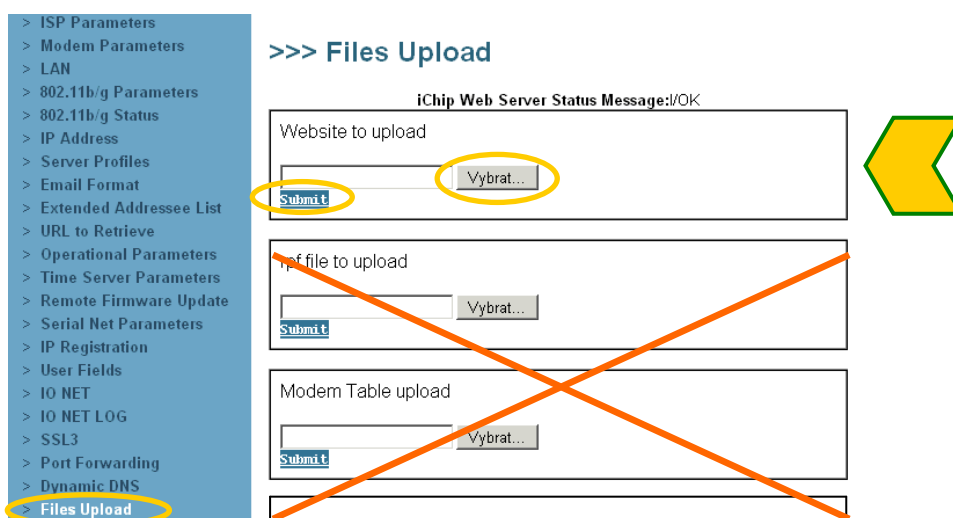 > ISP Parameters
> Modem Parameters
> LAN
> 802.11b/g Parameters
> 802.11b/g Status
> IP Address
> Server Profiles
> Email Format
> Extended Addressee List
> URL to Retrieve
> Operational Parameters
> Time Server Parameters
> Remote Firmware Update
> Serial Net Parameters
> IP Registration
> User Fields
> IO NET
> IO NET LOG
> SSL3
> Port Forwarding
> Dynamic DNS
> Files Upload
>>> Files Upload
iChip Web Server Status Message:I/OK
Website to upload
Vybrat...
Submit
rpf file to upload
Vybrat...
Submit
Modem Table upload
Vybrat...
Submit